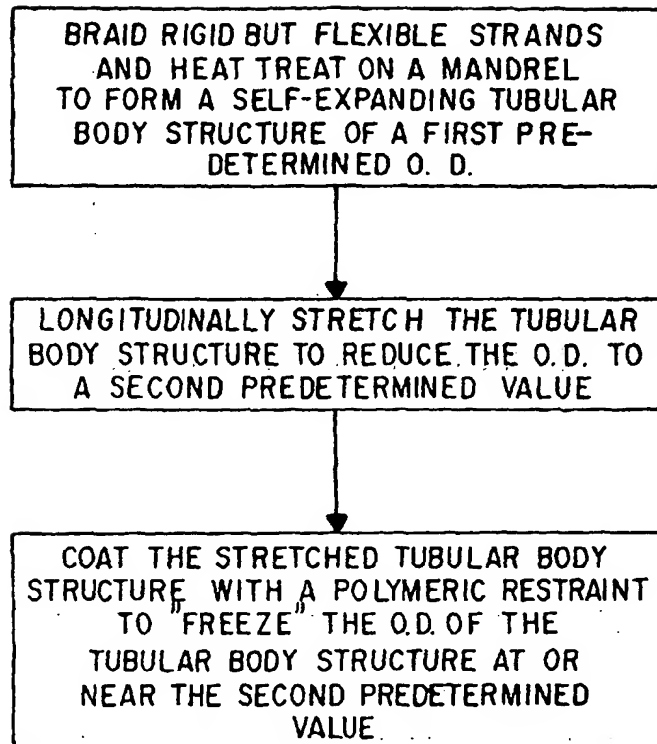 BRAID RIGID BUT FLEXIBLE STRANDS
AND HEAT TREAT ON A MANDREL
TO FORM A SELF-EXPANDING TUBULAR
BODY STRUCTURE OF A FIRST PRE-
DETERMINED O. D.
LONGITUDINALLY STRETCH THE TUBULAR
BODY STRUCTURE TO REDUCE THE O.D. TO
A SECOND PREDETERMINED VALUE
COAT THE STRETCHED TUBULAR BODY
STRUCTURE WITH A POLYMERIC RESTRAINT
TO "FREEZE" THE O.D. OF THE
TUBULAR BODY STRUCTURE AT OR
NEAR THE SECOND PREDETERMINED
VALUE